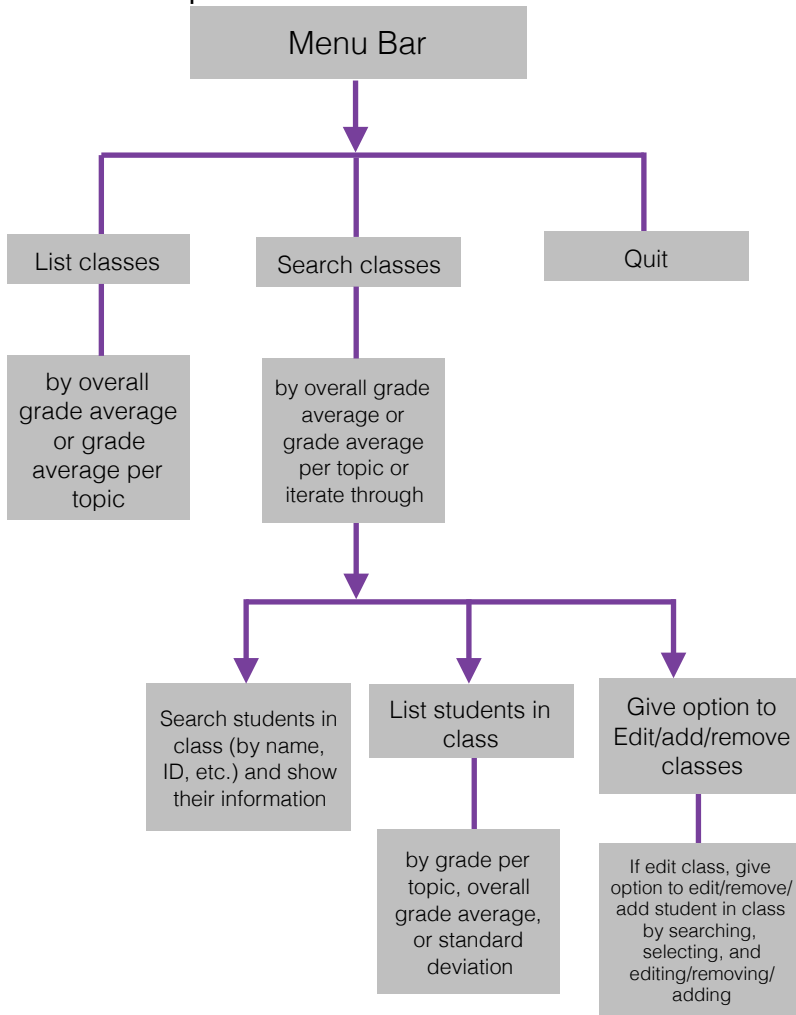 Menu Bar
List classes
Search classes
Quit
by overall
grade average
or grade
average per
topic
by overall grade
average or
grade average
per topic or
iterate through
Search students in
class (by name,
ID, etc.) and show
their information
List students in
class
Give option to
Edit/add/remove
classes
by grade per
topic, overall
grade average,
or standard
deviation
If edit class, give
option to edit/remove/
add student in class
by searching,
selecting, and
editing/removing/
adding